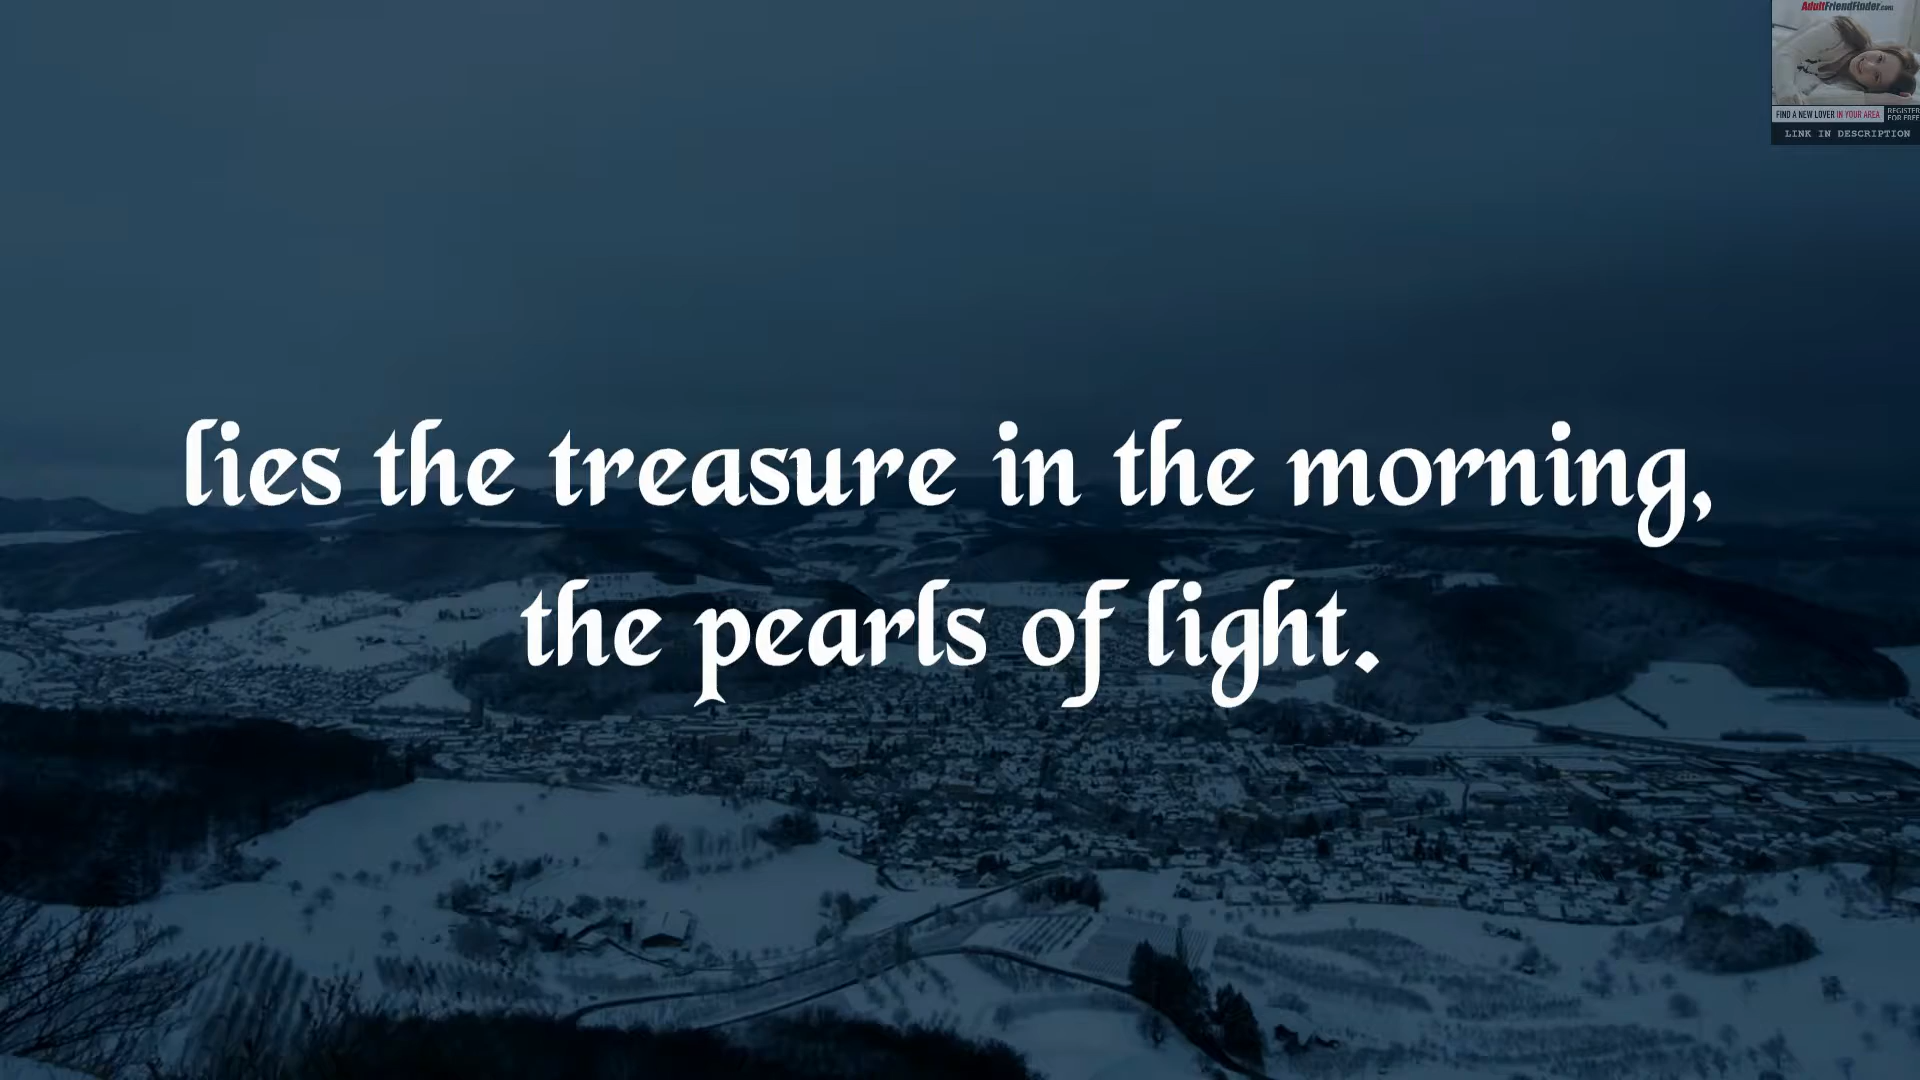 AdultFriendFinder.com
FIND A NEW LOVER IN YOUR AREA
REGISTER
FOR FREE
LINK IN DESCRIPTION
lies the treasure in the morning,
the pearls of light.